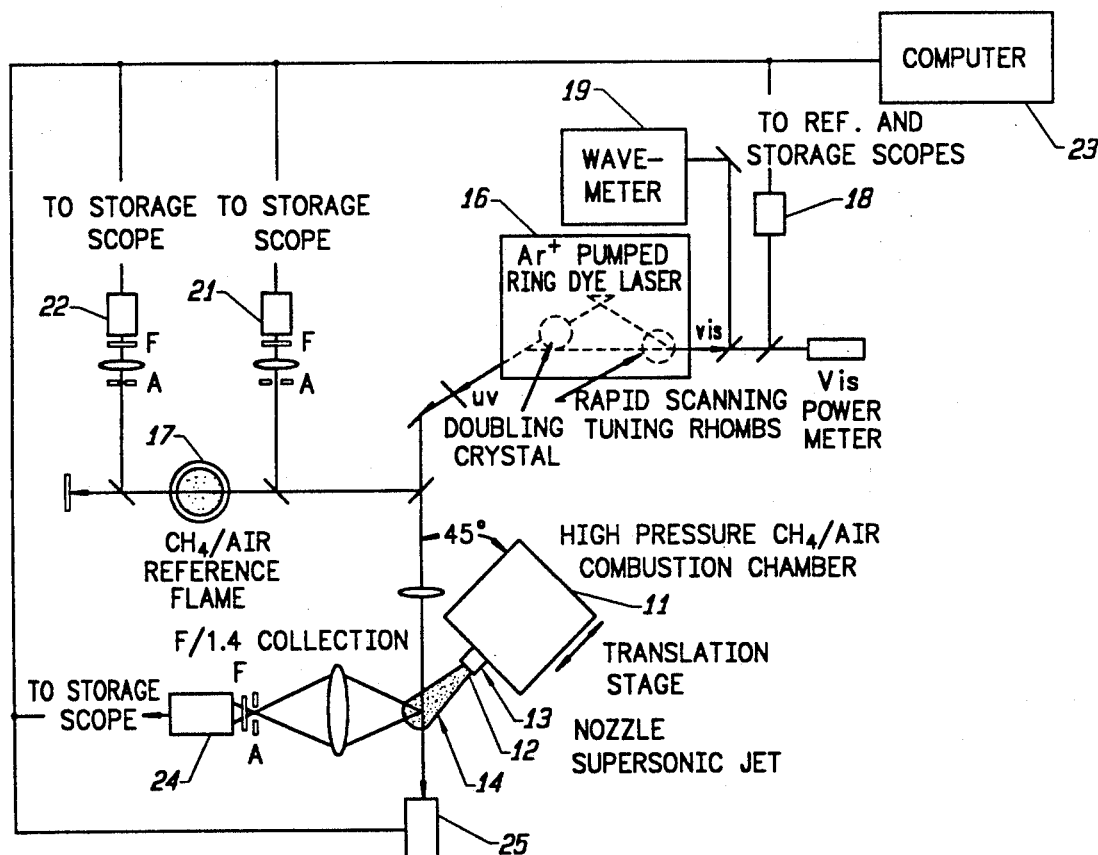 COMPUTER
23
19
WAVE-
METER
TO REF. AND
STORAGE SCOPES
18
TO STORAGE
SCOPE
TO STORAGE
SCOPE
16
Ar+ PUMPED
RING DYE LASER
vis
22
F
A
21
F
A
uv
DOUBLING
CRYSTAL
RAPID SCANNING
TUNING RHOMBS
Vis
POWER
METER
17
CH4/AIR
REFERENCE
FLAME
45°
HIGH PRESSURE CH4/AIR
COMBUSTION CHAMBER
11
F/1.4 COLLECTION
TRANSLATION
STAGE
TO STORAGE
SCOPE
F
A
24
13
12
14
NOZZLE
SUPERSONIC JET
25